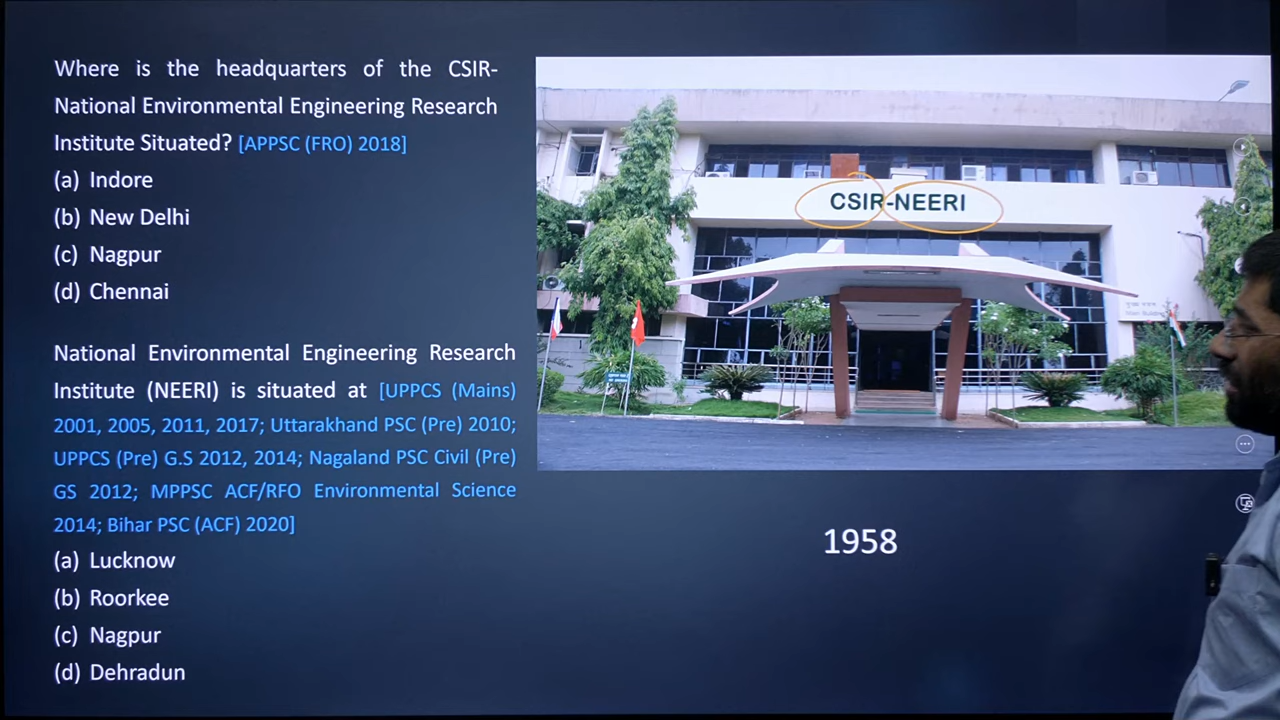 Where is the headquarters of the CSIR-
National Environmental Engineering Research
Institute Situated? [APPSC (FRO) 2018]
(a) Indore
(b) New Delhi
(c) Nagpur
(d) Chennai
National Environmental Engineering Research
Institute (NEERI) is situated at [UPPCS (Mains)
2001, 2005, 2011, 2017; Uttarakhand PSC (Pre) 2010;
UPPCS (Pre) G.S 2012, 2014; Nagaland PSC Civil (Pre)
GS 2012; MPPSC ACF/RFO Environmental Science
2014; Bihar PSC (ACF) 2020]
(a) Lucknow
(b) Roorkee
(c) Nagpur
(d) Dehradun
CSIR-NEERI
Main Building
1958